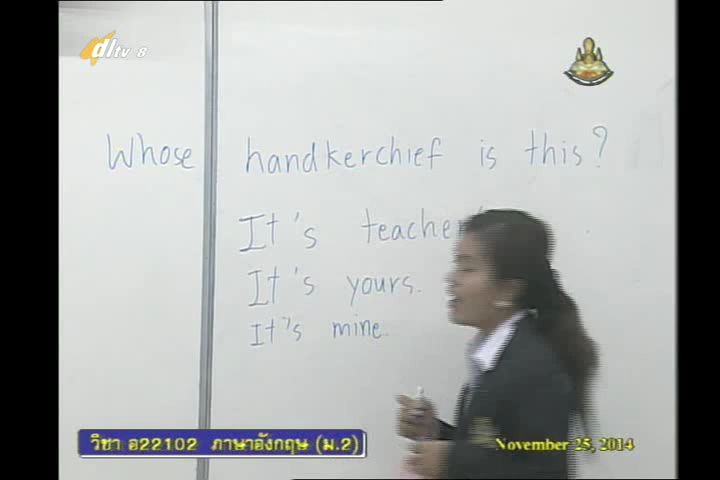 dltv 8
Whose handkerchief is this?
It's teacher's
It's yours.
It's mine.
วิชา อ22102 ภาษาอังกฤษ (ม.2)
November 25, 2014